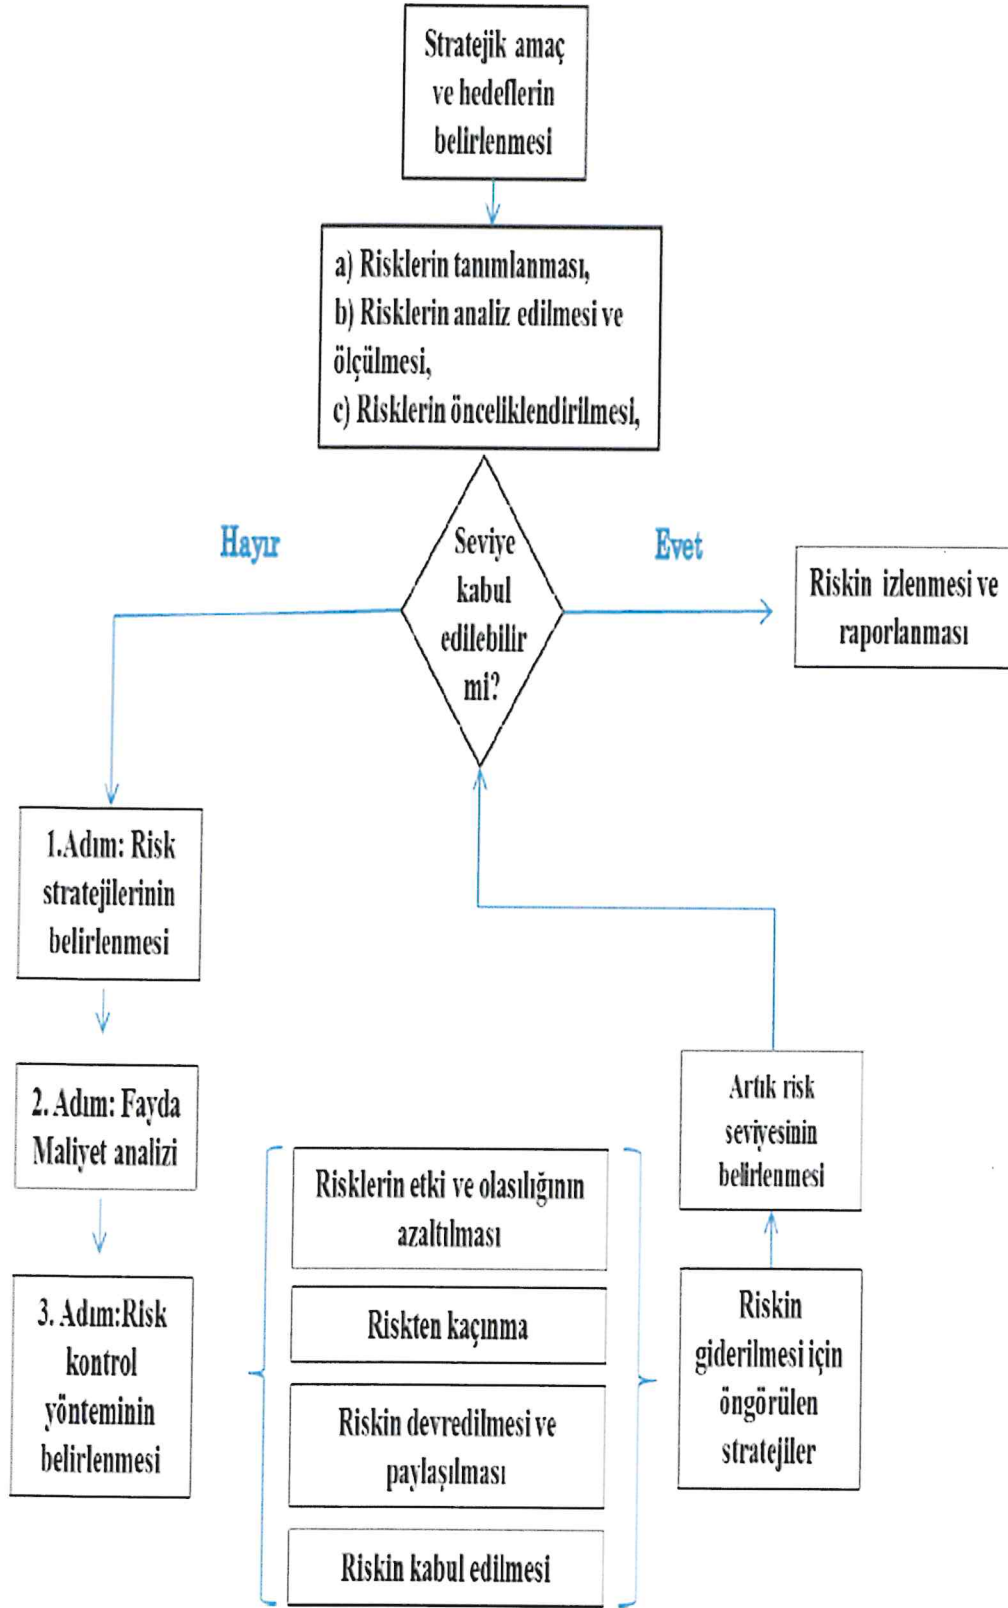 Stratejik amaç
ve hedeflerin
belirlenmesi
a) Risklerin tanımlanması,
b) Risklerin analiz edilmesi ve
ölçülmesi,
c) Risklerin önceliklendirilmesi,
Hayır
Seviye
kabul
edilebilir
mi?
Evet
Riskin izlenmesi ve
raporlanması
1.Adım: Risk
stratejilerinin
belirlenmesi
2. Adım: Fayda
Maliyet analizi
3. Adım:Risk
kontrol
yönteminin
belirlenmesi
Risklerin etki ve olasılığının
azaltılması
Riskten kaçınma
Riskin devredilmesi ve
paylaşılması
Riskin kabul edilmesi
Artık risk
seviyesinin
belirlenmesi
Riskin
giderilmesi için
öngörülen
stratejiler